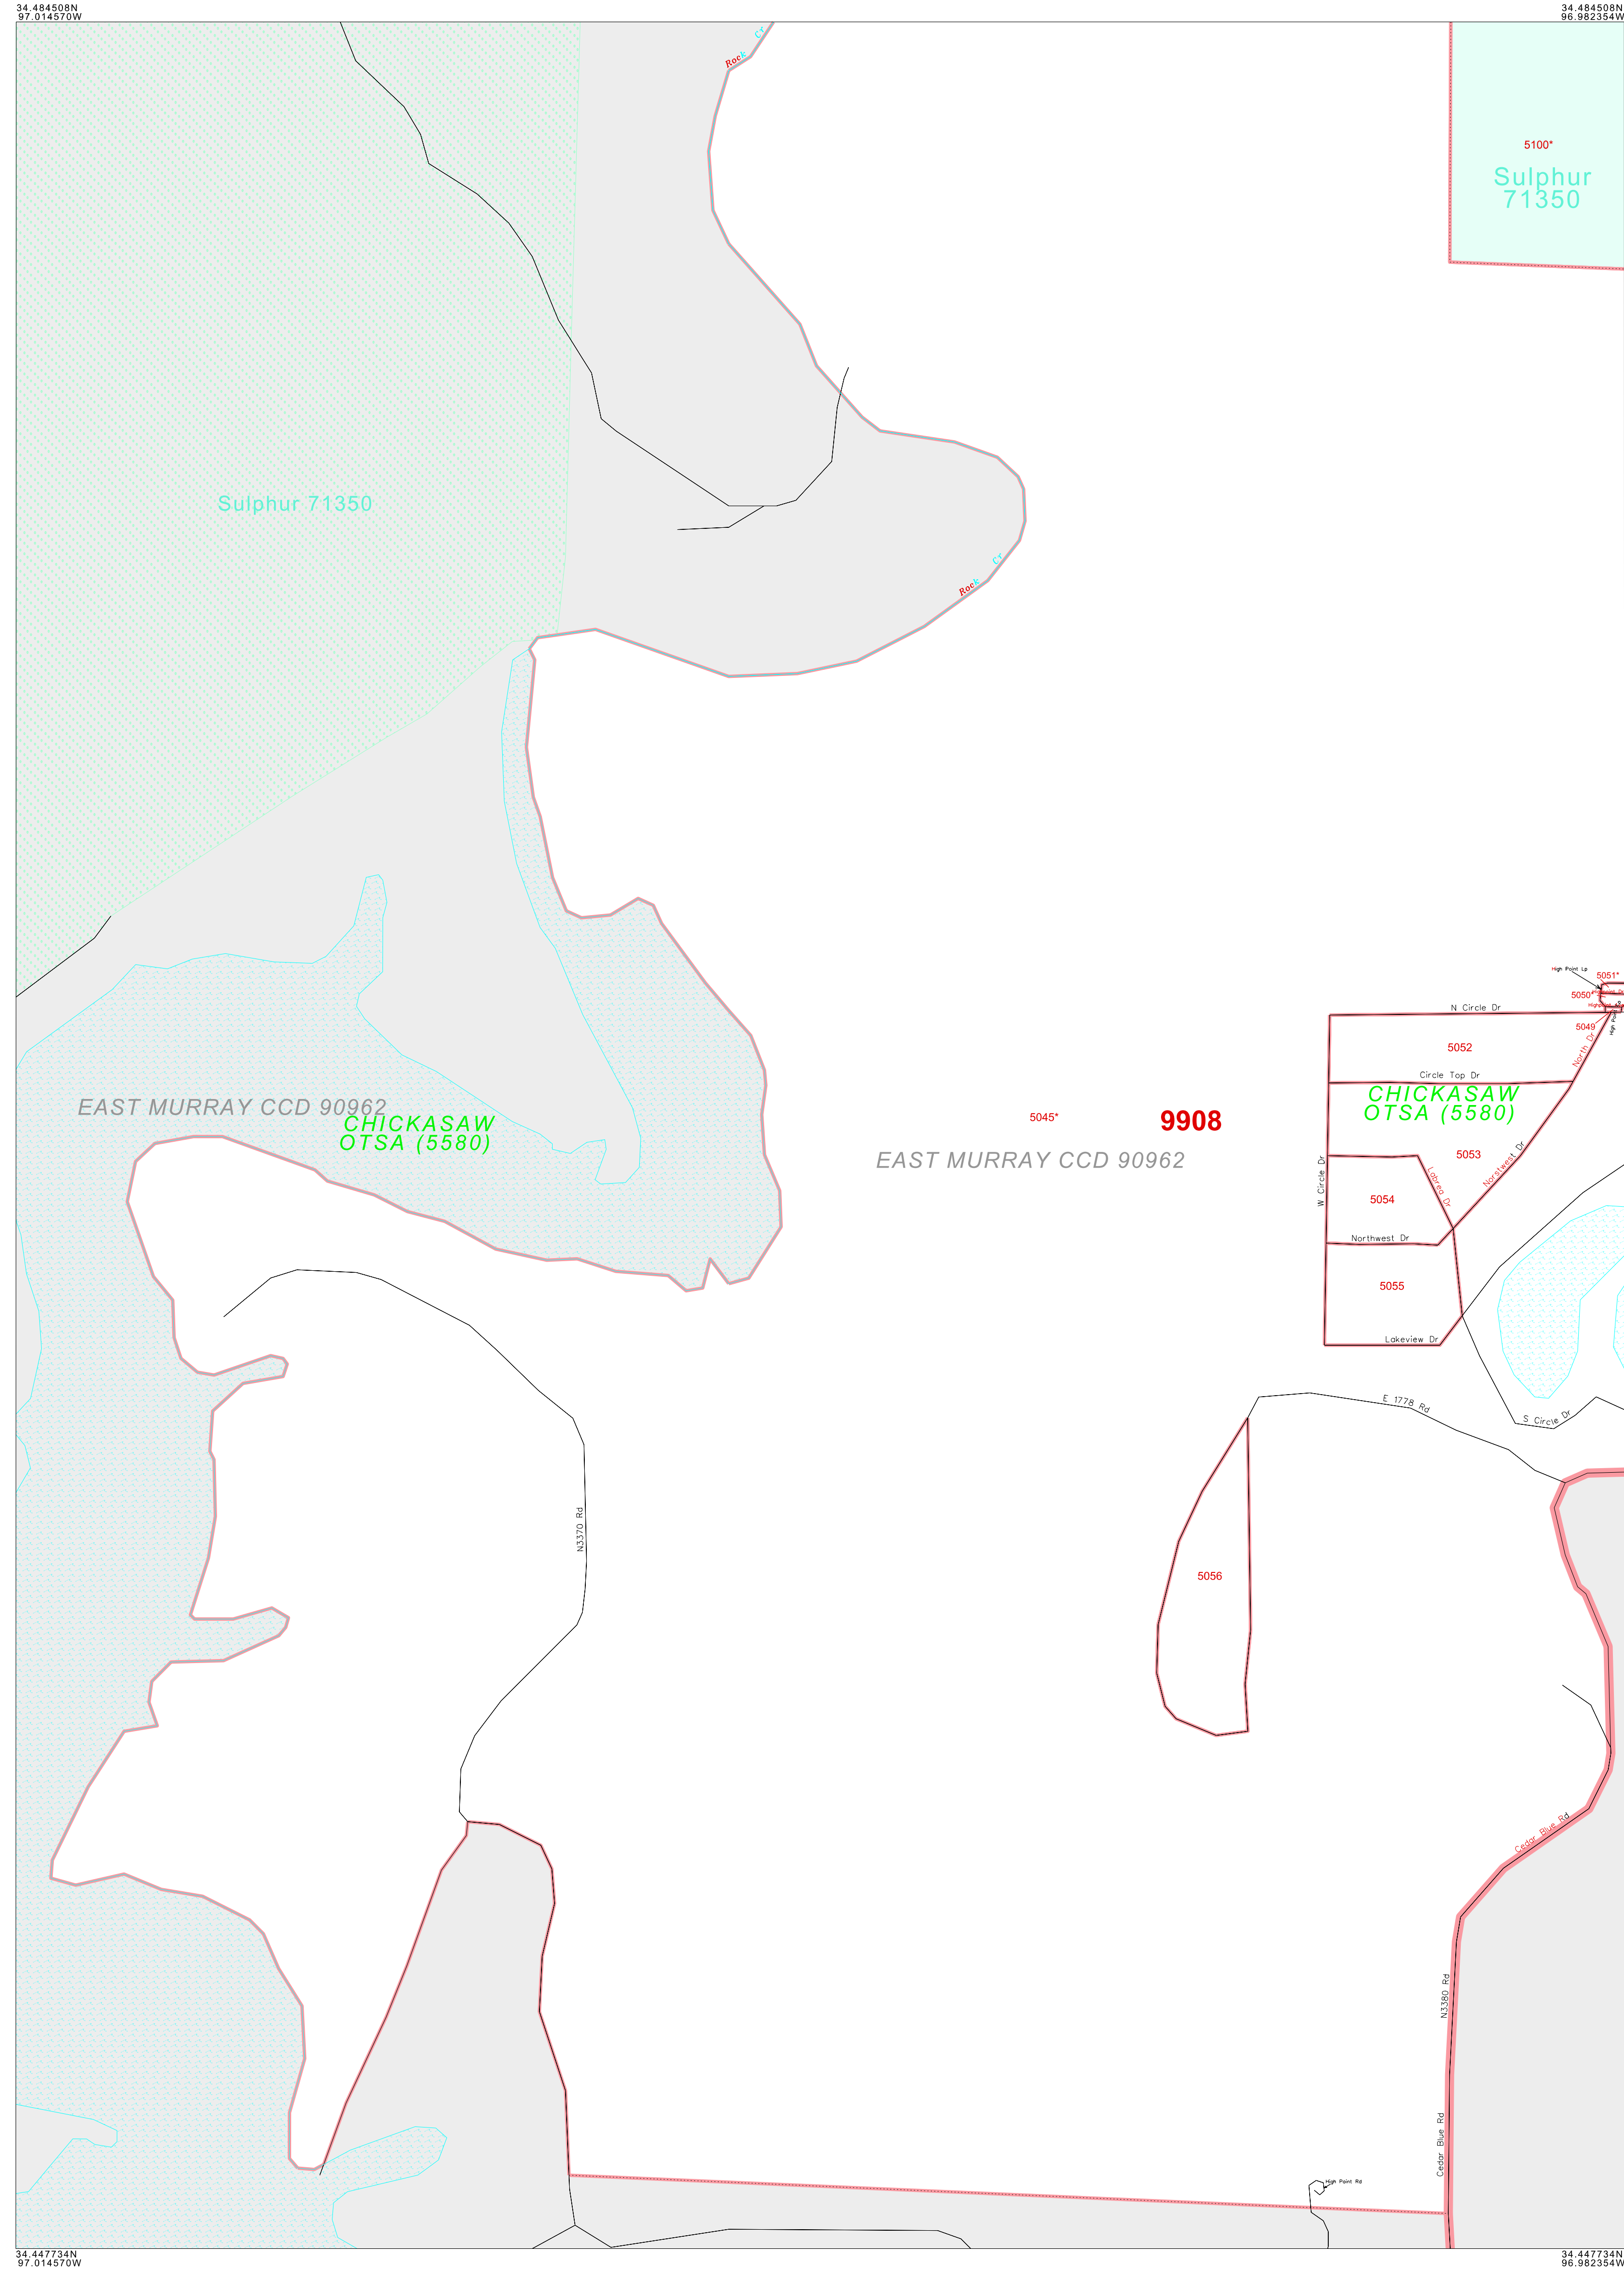 34.484508N
97.014570W
34.484508N
96.982354W
Rock Cr
5100*
Sulphur
71350
Sulphur 71350
Rock Cr
High Point Lp
5051*
5050*
N Circle Dr
5049
North Dr
5052
Circle Top Dr
EAST MURRAY CCD 90962
CHICKASAW
OTSA (5580)
5045*
9908
EAST MURRAY CCD 90962
CHICKASAW
OTSA (5580)
5053
Norstwest Dr
W Circle Dr
Labrea Dr
5054
Northwest Dr
5055
Lakeview Dr
E 1778 Rd
S Circle Dr
N3370 Rd
5056
Cedar Blue Rd
N3380 Rd
Cedar Blue Rd
High Point Rd
34.447734N
97.014570W
34.447734N
96.982354W